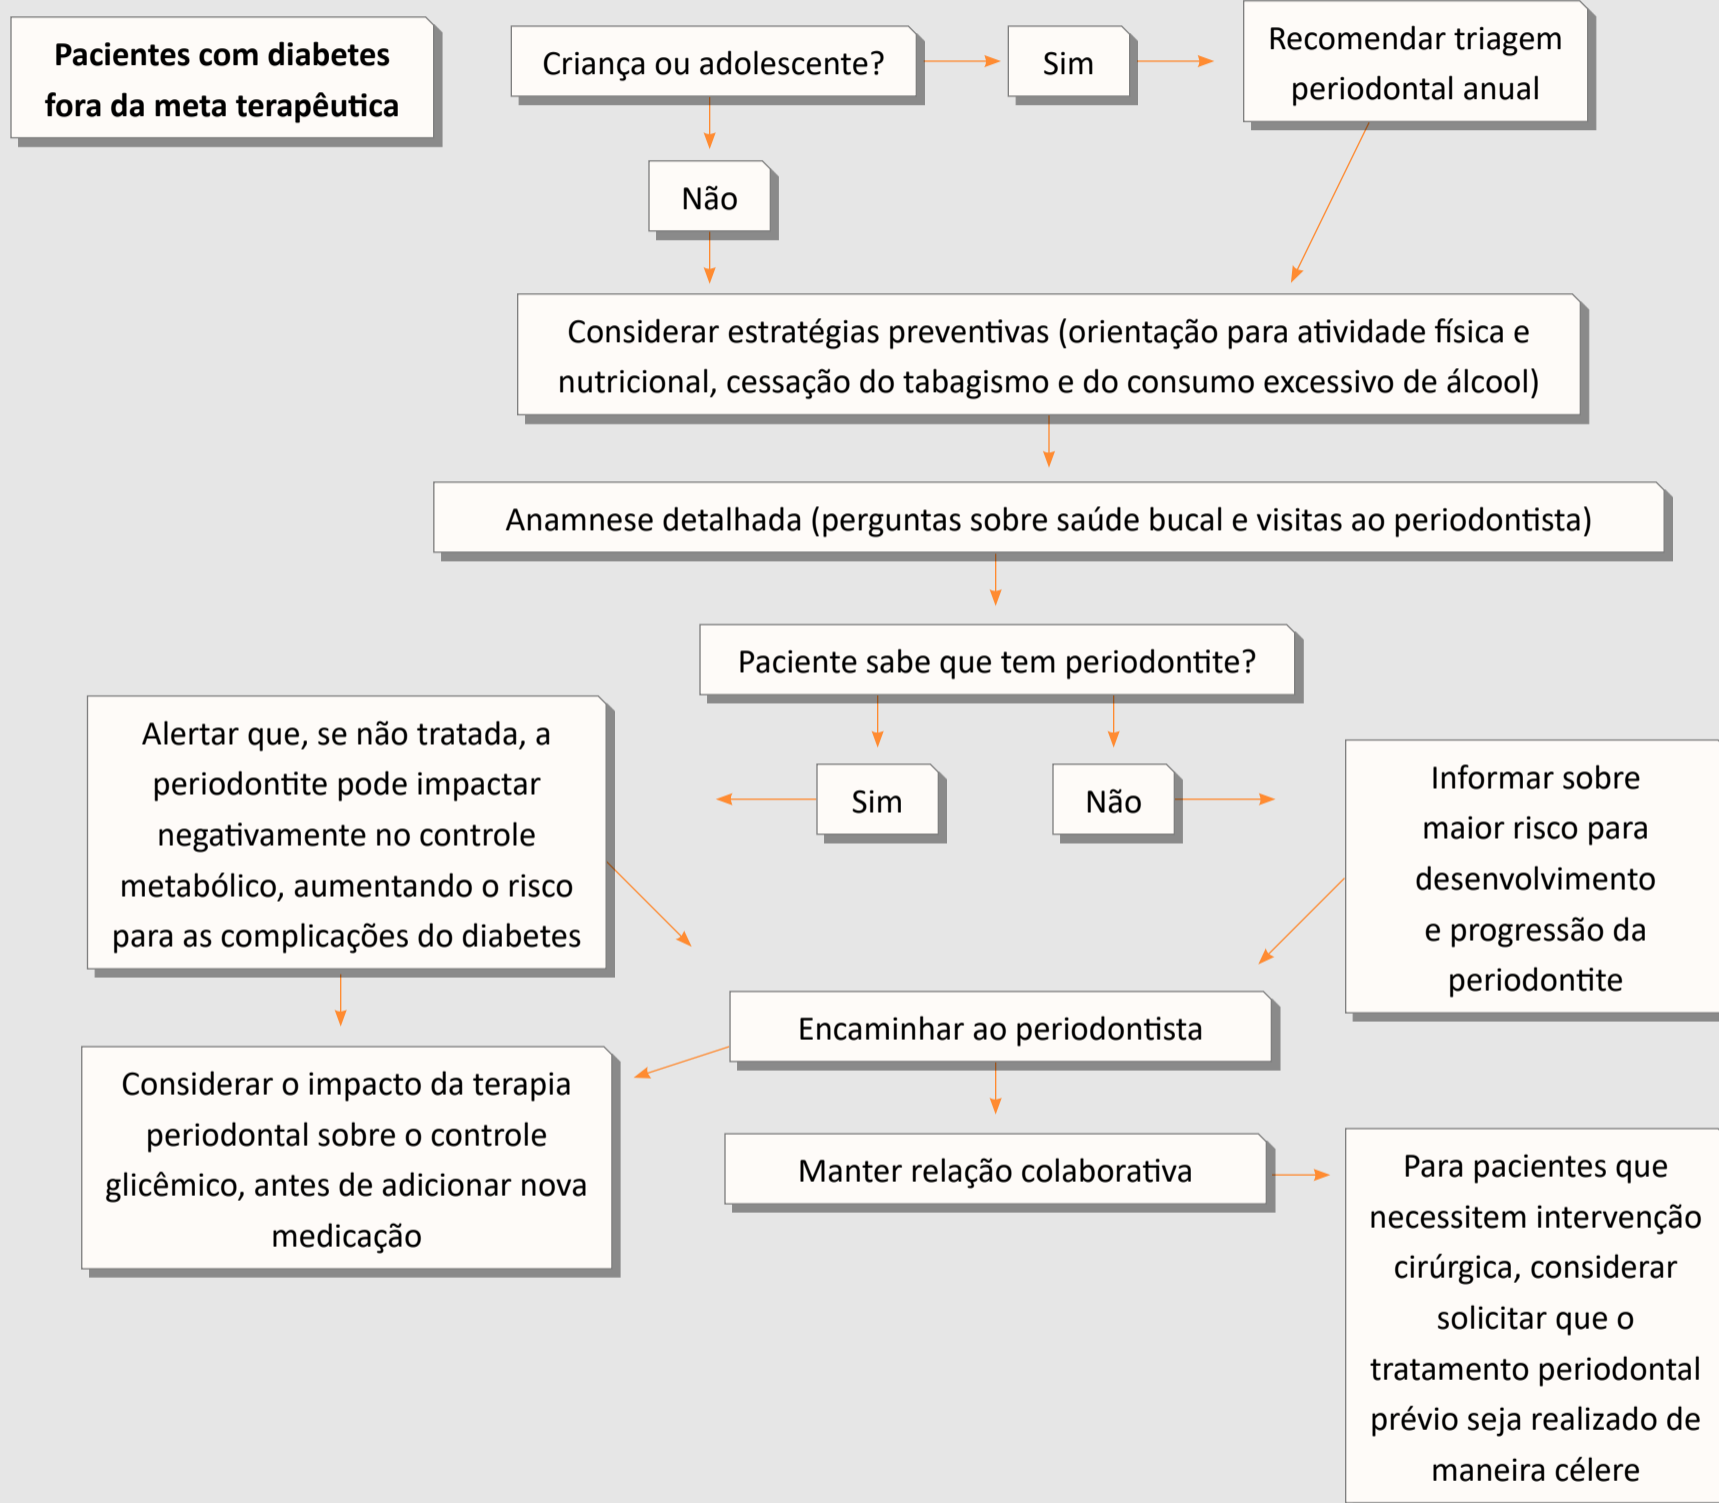 Pacientes com diabetes
fora da meta terapêutica
Criança ou adolescente?
Sim
Recomendar triagem
periodontal anual
Não
Considerar estratégias preventivas (orientação para atividade física e
nutricional, cessação do tabagismo e do consumo excessivo de álcool)
Anamnese detalhada (perguntas sobre saúde bucal e visitas ao periodontista)
Paciente sabe que tem periodontite?
Sim
Não
Alertar que, se não tratada, a
periodontite pode impactar
negativamente no controle
metabólico, aumentando o risco
para as complicações do diabetes
Informar sobre
maior risco para
desenvolvimento
e progressão da
periodontite
Encaminhar ao periodontista
Considerar o impacto da terapia
periodontal sobre o controle
glicêmico, antes de adicionar nova
medicação
Manter relação colaborativa
Para pacientes que
necessitem intervenção
cirúrgica, considerar
solicitar que o
tratamento periodontal
prévio seja realizado de
maneira célere